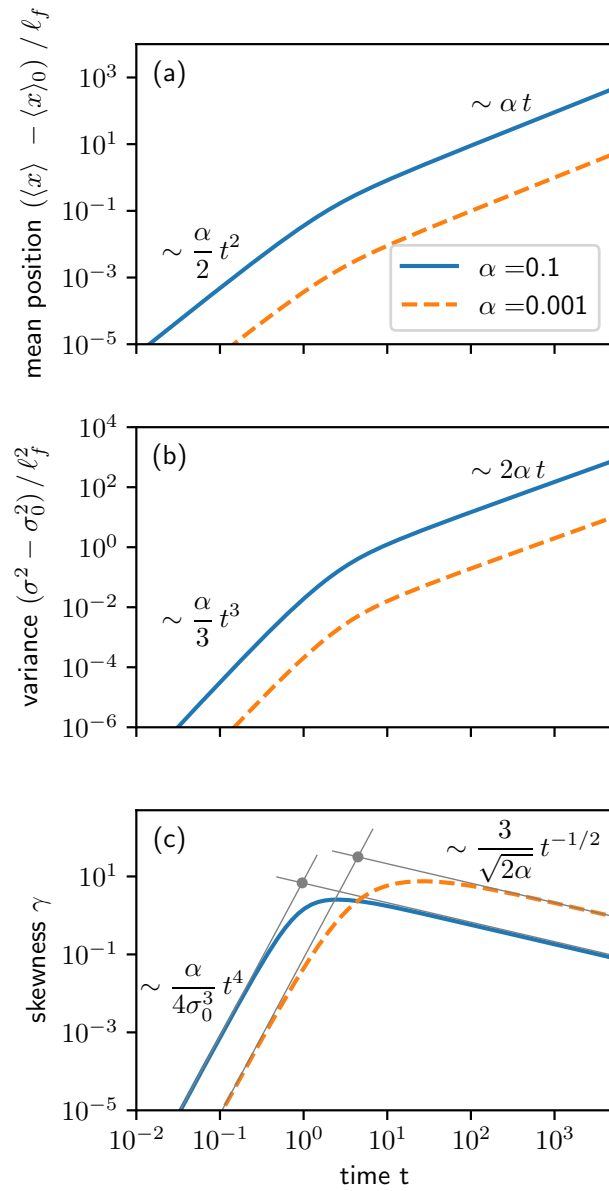 (a)
mean position (⟨x⟩ − ⟨x⟩₀) / ℓ_f
10³
10¹
10⁻¹
10⁻³
10⁻⁵
∼ α t
∼ α/2 t²
α =0.1
α =0.001
(b)
variance (σ² − σ₀²) / ℓ_f²
10⁴
10²
10⁰
10⁻²
10⁻⁴
10⁻⁶
∼ 2α t
∼ α/3 t³
(c)
skewness γ
10¹
10⁻¹
10⁻³
10⁻⁵
∼ 3/√(2α) t⁻¹/²
∼ α/4σ₀³ t⁴
10⁻² 10⁻¹ 10⁰ 10¹ 10² 10³
time t